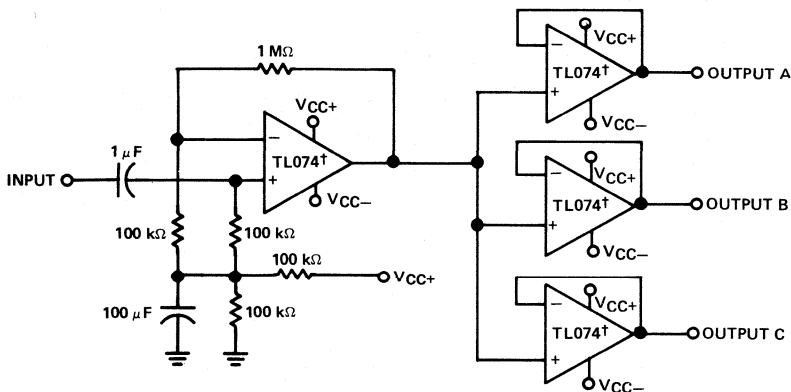 1 MΩ
VCC+
TL074†
VCC−
1 μF
INPUT
100 kΩ
100 kΩ
100 kΩ
VCC+
100 μF
100 kΩ
VCC+
TL074†
OUTPUT A
VCC−
VCC+
TL074†
OUTPUT B
VCC−
VCC+
TL074†
OUTPUT C
VCC−
−
+
−
+
−
+
−
+